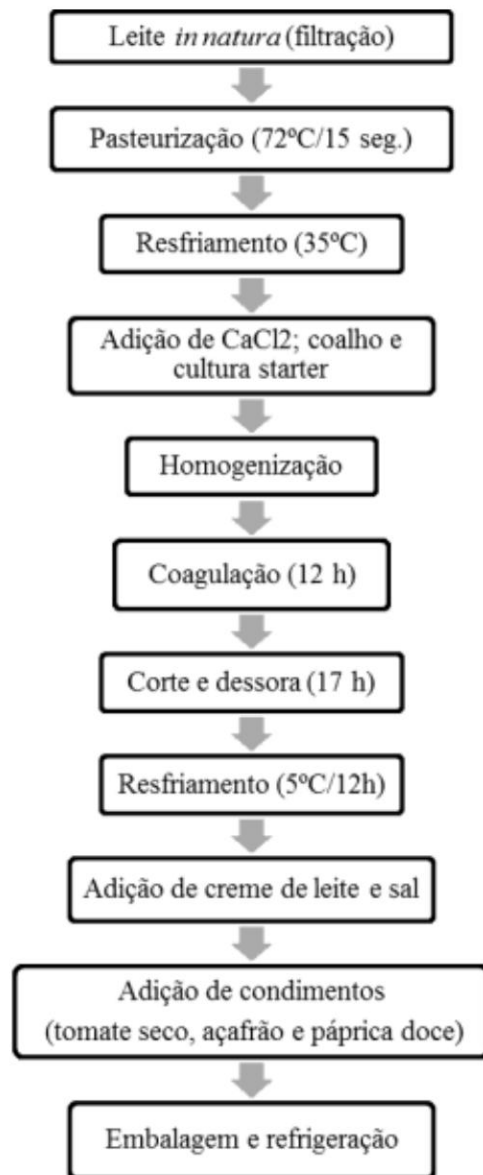 Leite in natura (filtração)
Pasteurização (72ºC/15 seg.)
Resfriamento (35ºC)
Adição de CaCl2; coalho e
cultura starter
Homogenização
Coagulação (12 h)
Corte e dessora (17 h)
Resfriamento (5ºC/12h)
Adição de creme de leite e sal
Adição de condimentos
(tomate seco, açafrão e páprica doce)
Embalagem e refrigeração